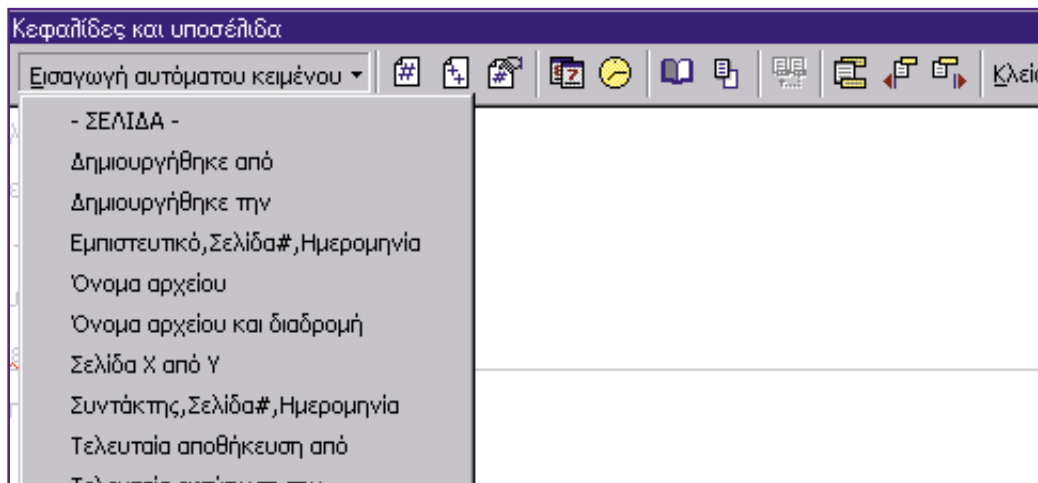 Κεφαλίδες και υποσέλιδα
Εισαγωγή αυτόματου κειμένου
- ΣΕΛΙΔΑ -
Δημιουργήθηκε από
Δημιουργήθηκε την
Εμπιστευτικό,Σελίδα#,Ημερομηνία
Όνομα αρχείου
Όνομα αρχείου και διαδρομή
Σελίδα X από Y
Συντάκτης,Σελίδα#,Ημερομηνία
Τελευταία αποθήκευση από